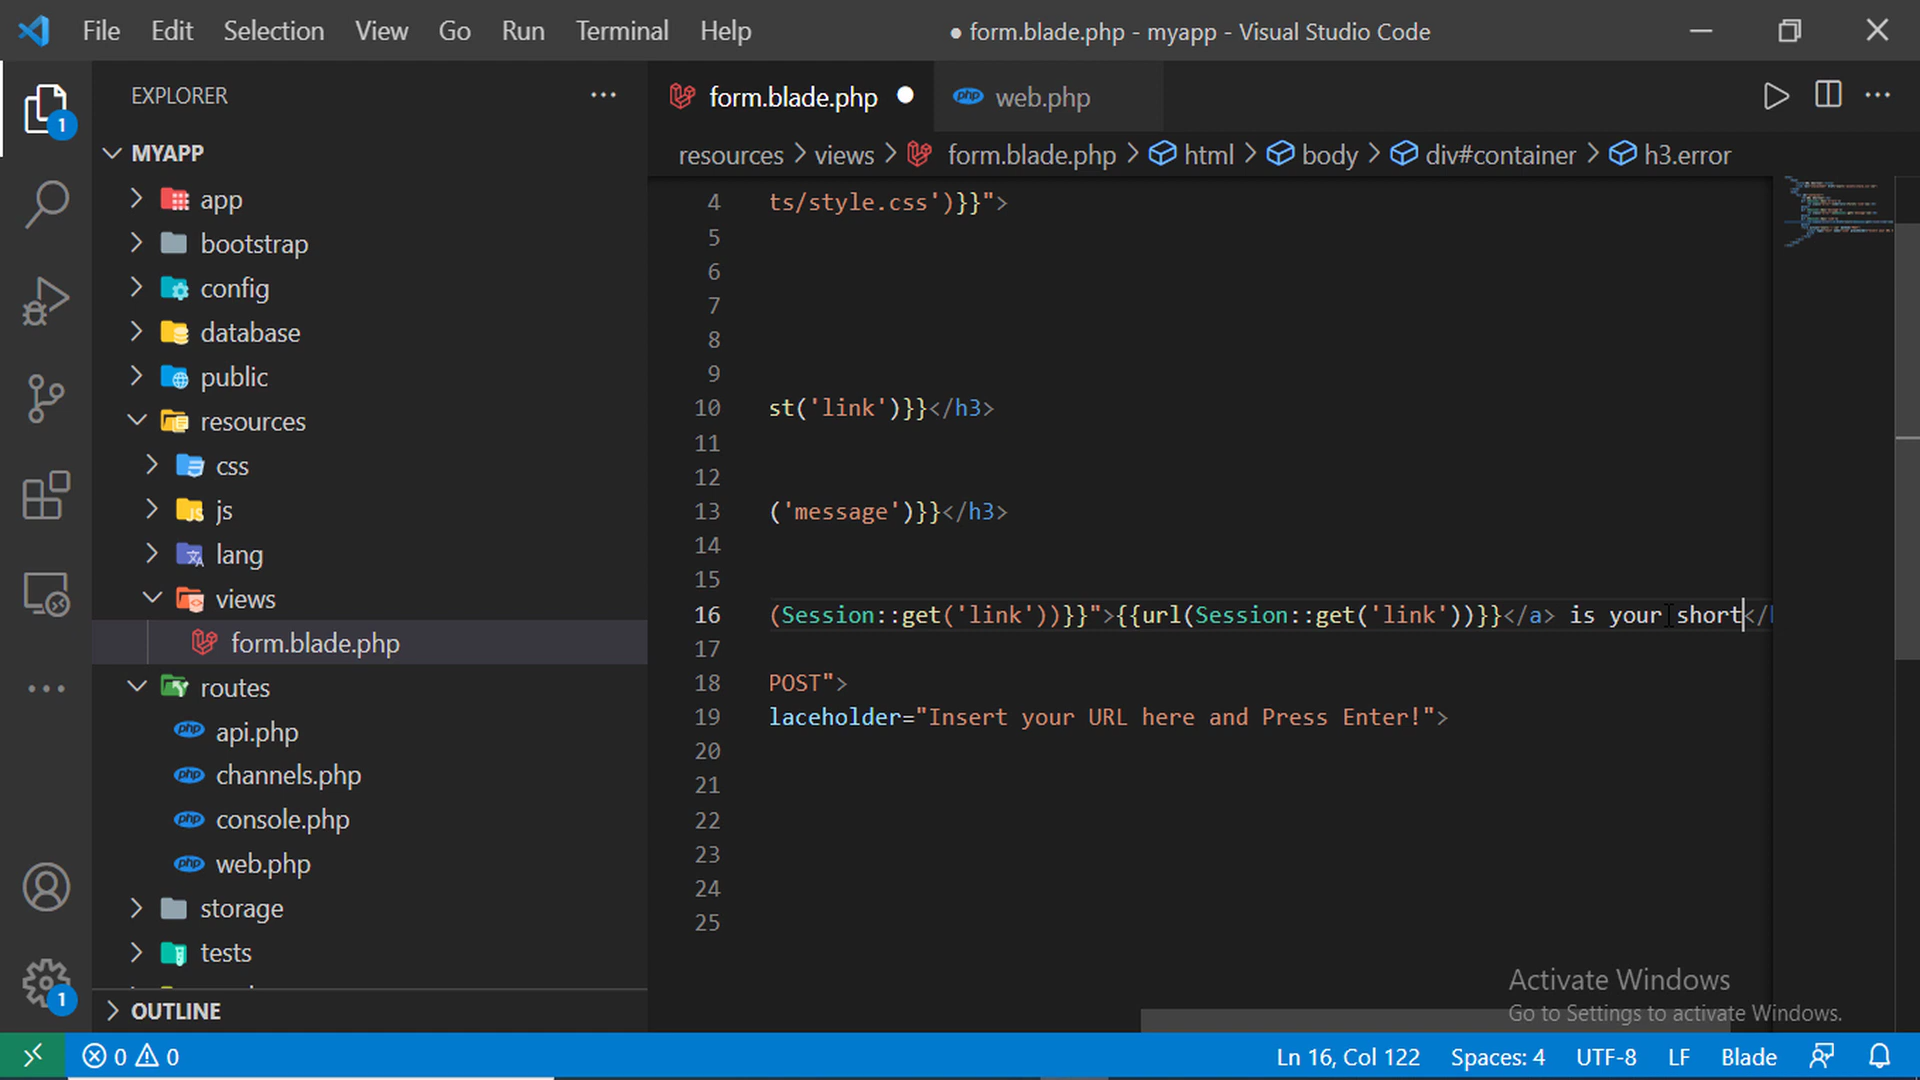 File Edit Selection View Go Run Terminal Help
● form.blade.php - myapp - Visual Studio Code
EXPLORER
MYAPP
app
bootstrap
config
database
public
resources
css
js
lang
views
form.blade.php
routes
api.php
channels.php
console.php
web.php
storage
tests
OUTLINE
form.blade.php
web.php
resources > views > form.blade.php > html > body > div#container > h3.error
4 ts/style.css')}}">
5
6
7
8
9
10 st('link')}}</h3>
11
12
13 ('message')}}</h3>
14
15
16 (Session::get('link'))}}">{{url(Session::get('link'))}}</a> is your short</
17
18 POST">
19 laceholder="Insert your URL here and Press Enter!">
20
21
22
23
24
25
Activate Windows
Go to Settings to activate Windows.
1
1
0 0
Ln 16, Col 122 Spaces: 4 UTF-8 LF Blade